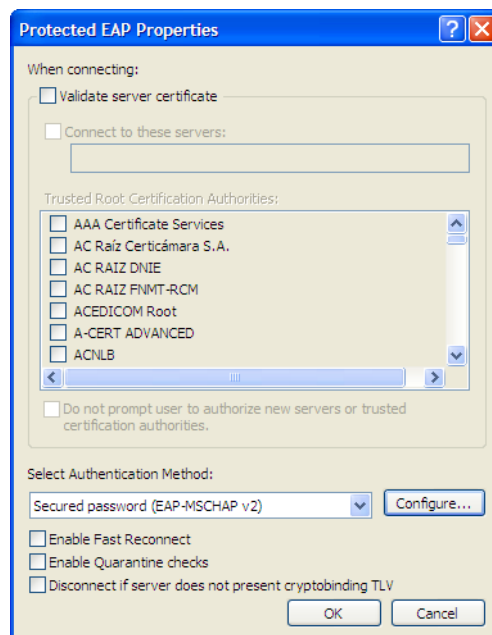 Protected EAP Properties
When connecting:
Validate server certificate
Connect to these servers:
Trusted Root Certification Authorities:
AAA Certificate Services
AC Raíz Certicámara S.A.
AC RAIZ DNIE
AC RAIZ FNMT-RCM
ACEDICOM Root
A-CERT ADVANCED
ACNLB
Do not prompt user to authorize new servers or trusted
certification authorities.
Select Authentication Method:
Secured password (EAP-MSCHAP v2)
Configure...
Enable Fast Reconnect
Enable Quarantine checks
Disconnect if server does not present cryptobinding TLV
OK
Cancel